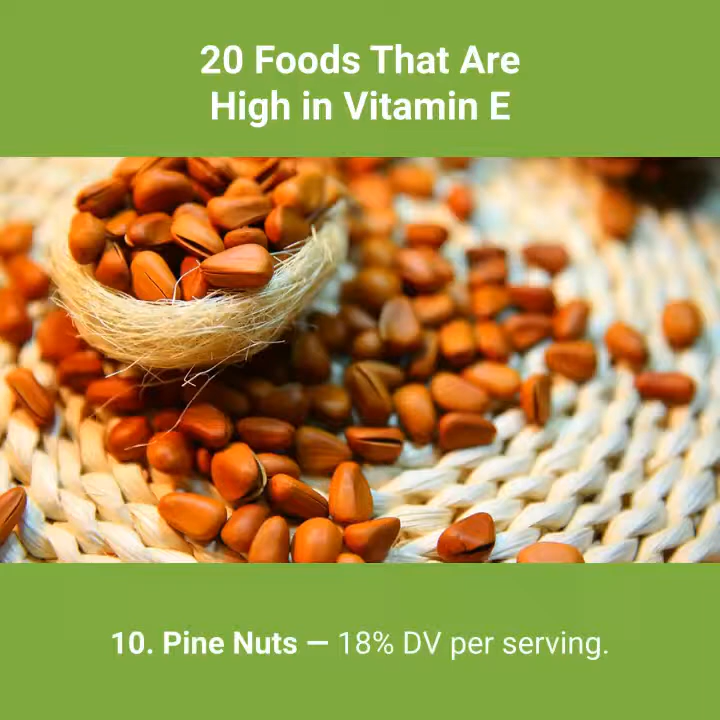 20 Foods That Are
High in Vitamin E
10. Pine Nuts — 18% DV per serving.